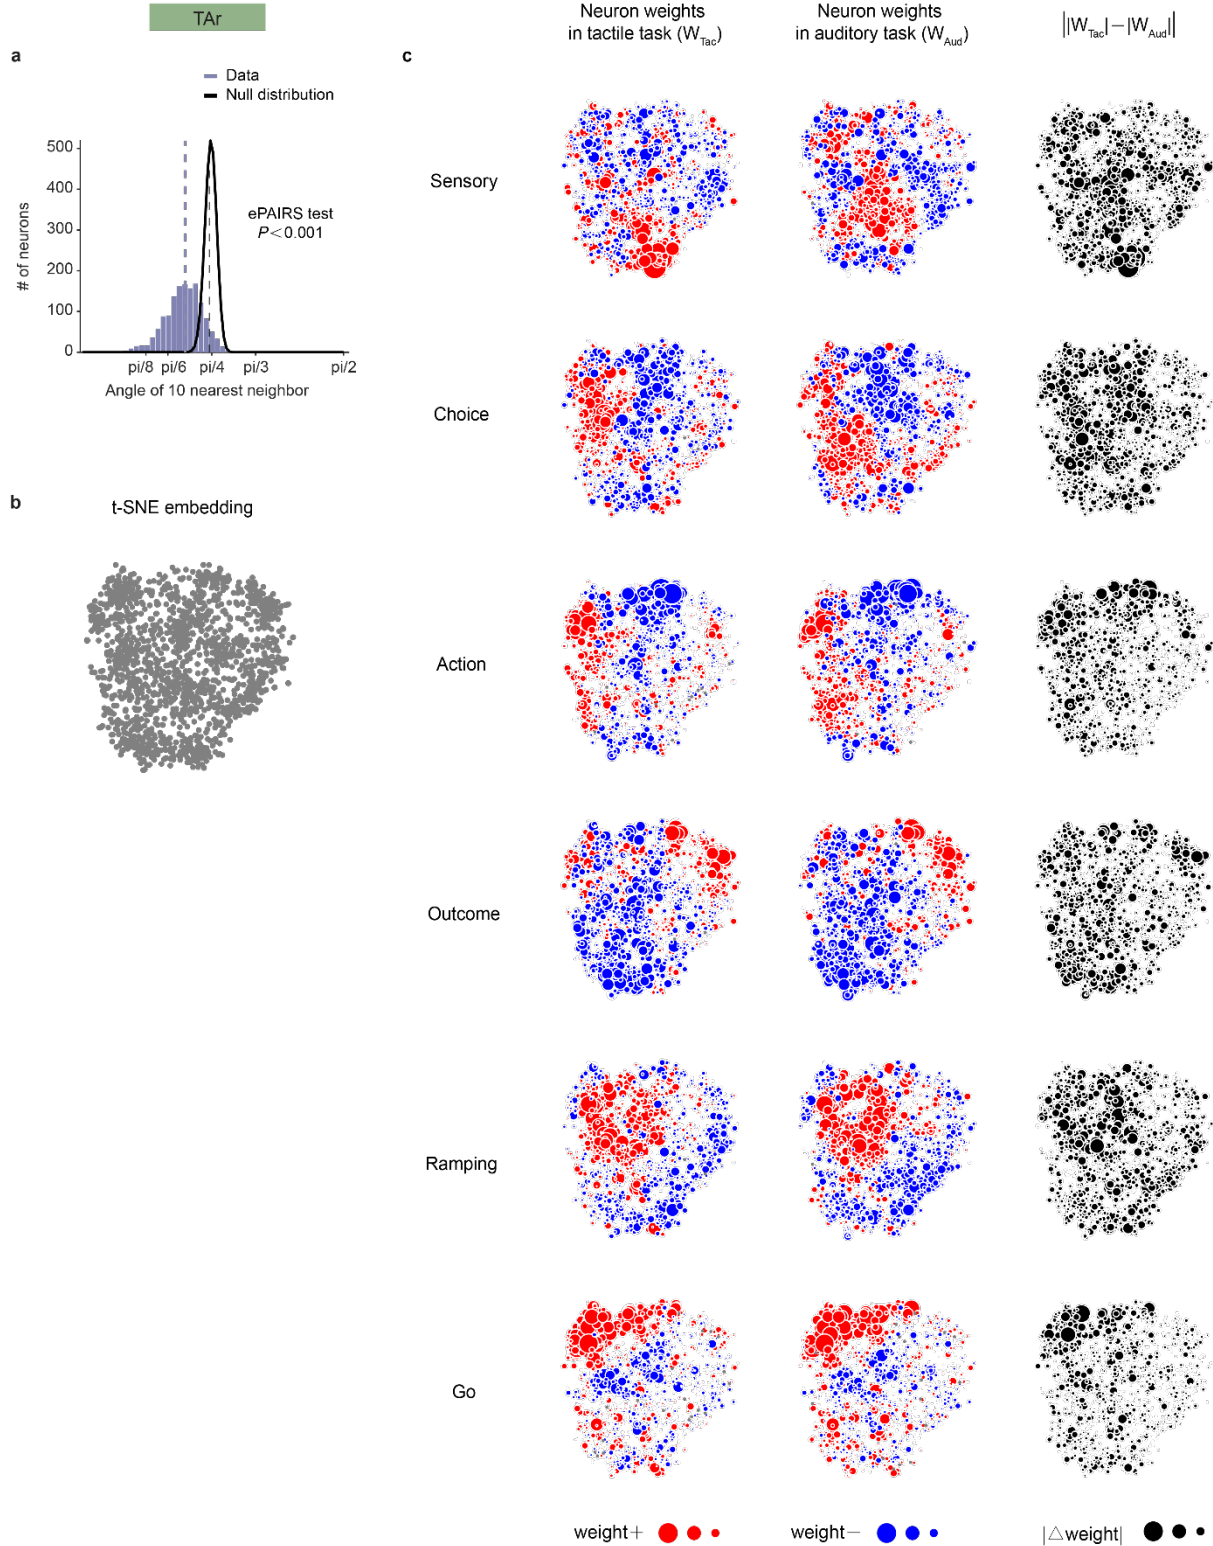 TAr
Neuron weights
in tactile task (W_Tac)
Neuron weights
in auditory task (W_Aud)
||W_Tac|−|W_Aud||
a
Data
Null distribution
# of neurons
500
400
300
200
100
0
ePAIRS test
P<0.001
pi/8 pi/6 pi/4 pi/3 pi/2
Angle of 10 nearest neighbor
b
t-SNE embedding
c
Sensory
Choice
Action
Outcome
Ramping
Go
weight+
weight−
|△weight|